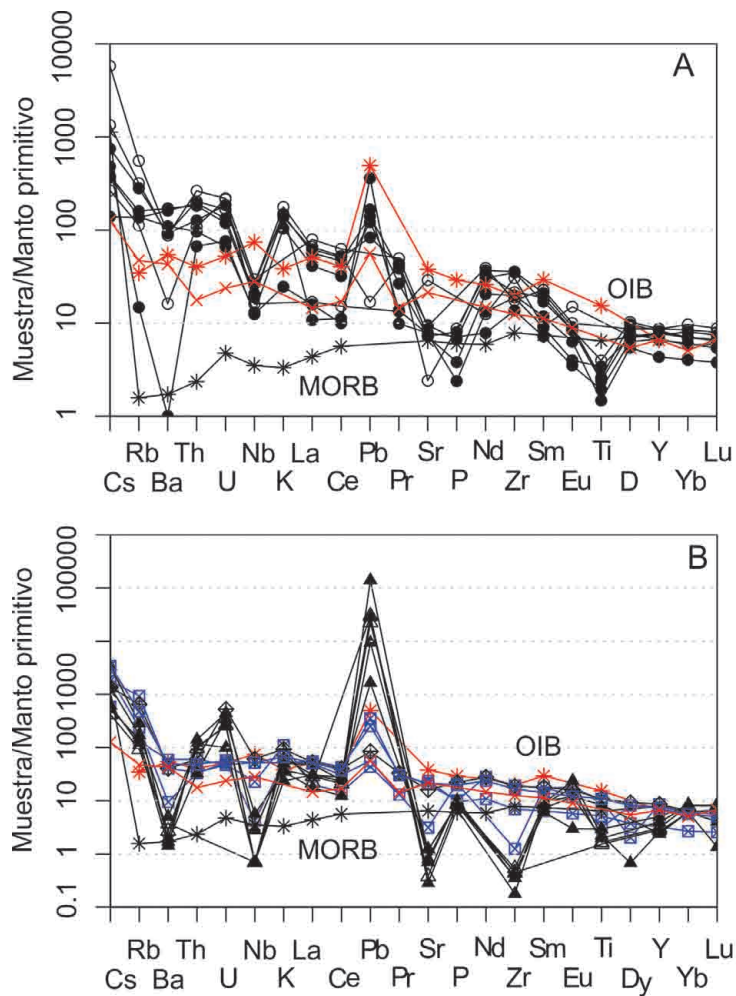 A
Muestra/Manto primitivo
10000
1000
100
10
1
OIB
MORB
Rb Th Nb La Pb Sr Nd Sm Ti Y Lu
Cs Ba U K Ce Pr P Zr Eu D Yb
B
Muestra/Manto primitivo
100000
1000
100
10
1
0.1
OIB
MORB
Rb Th Nb La Pb Sr Nd Sm Ti Y Lu
Cs Ba U K Ce Pr P Zr Eu Dy Yb